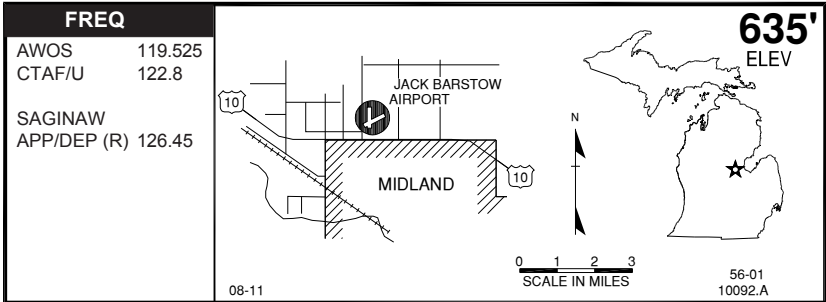 FREQ
AWOS 119.525
CTAF/U 122.8
SAGINAW
APP/DEP (R) 126.45
JACK BARSTOW
AIRPORT
10
MIDLAND
10
N
0 1 2 3
SCALE IN MILES
08-11
635'
ELEV
56-01
10092.A